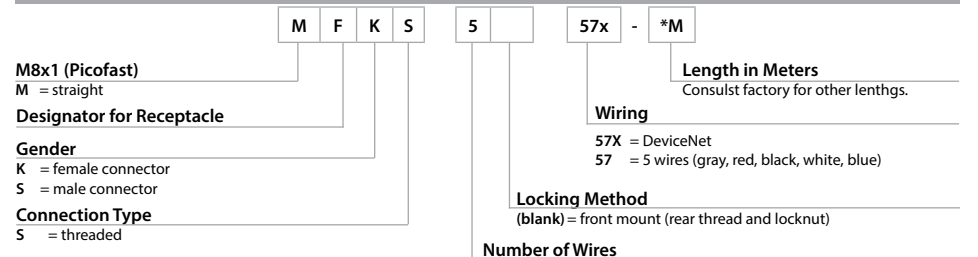 M F K S 5 57x - *M
M8x1 (Picofast)
M = straight
Designator for Receptacle
Gender
K = female connector
S = male connector
Connection Type
S = threaded
Length in Meters
Consulst factory for other lenthgs.
Wiring
57X = DeviceNet
57 = 5 wires (gray, red, black, white, blue)
Locking Method
(blank) = front mount (rear thread and locknut)
Number of Wires